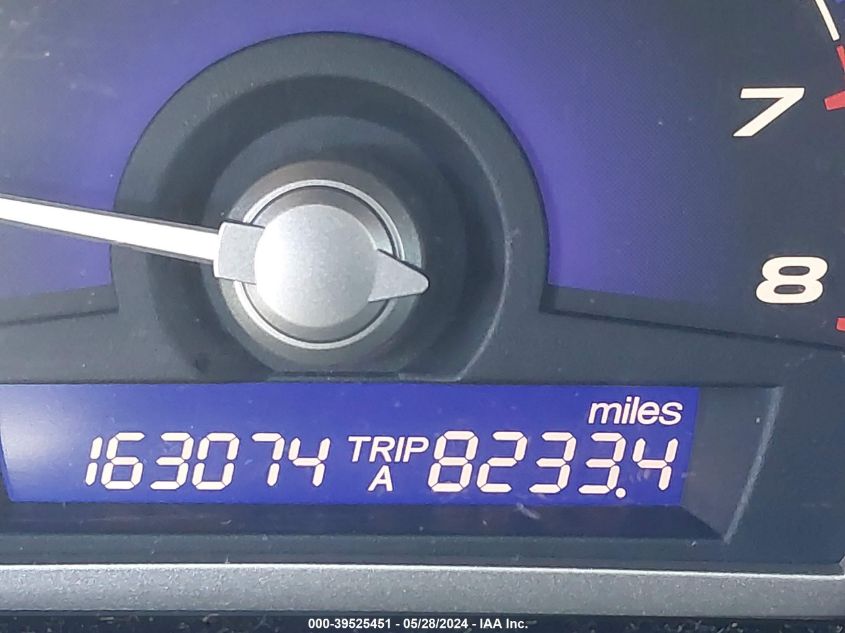 7
8
miles
163074 TRIP A 8233.4
000-39525451 - 05/28/2024 - IAA Inc.